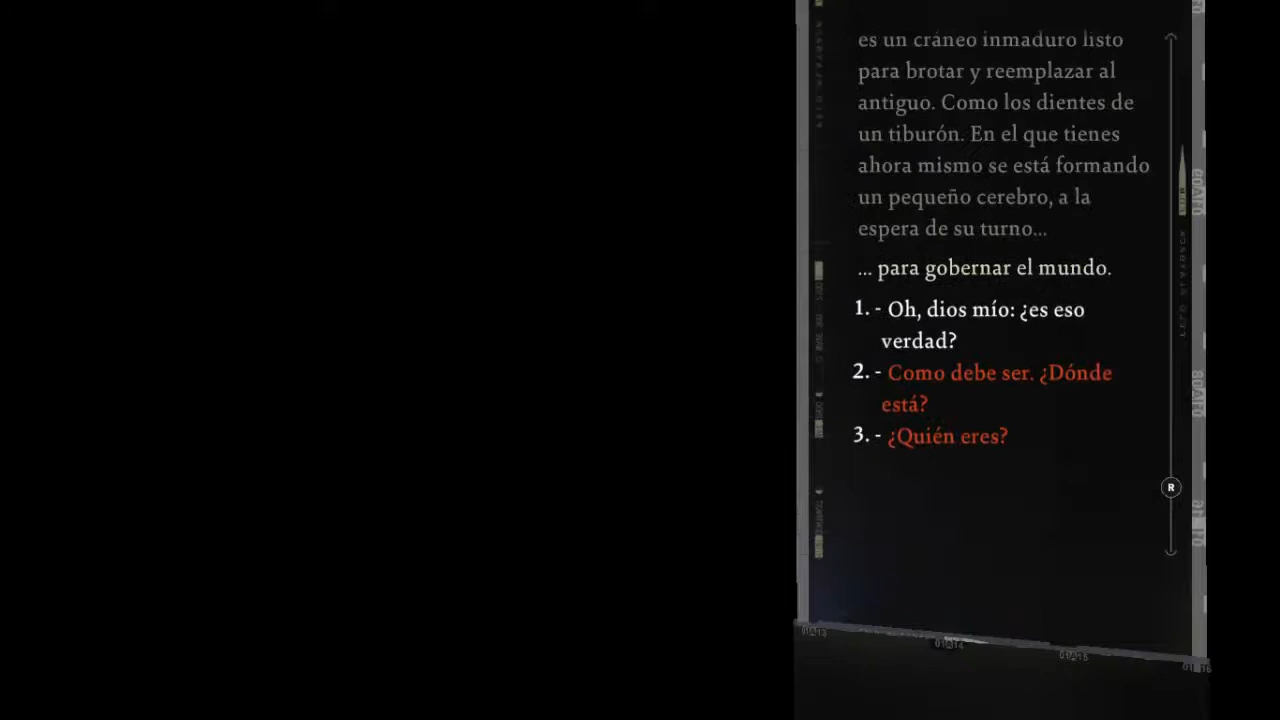 es un cráneo inmaduro listo
para brotar y reemplazar al
antiguo. Como los dientes de
un tiburón. En el que tienes
ahora mismo se está formando
un pequeño cerebro, a la
espera de su turno...
... para gobernar el mundo.
1. - Oh, dios mío: ¿es eso
verdad?
2. - Como debe ser. ¿Dónde
está?
3. - ¿Quién eres?
R